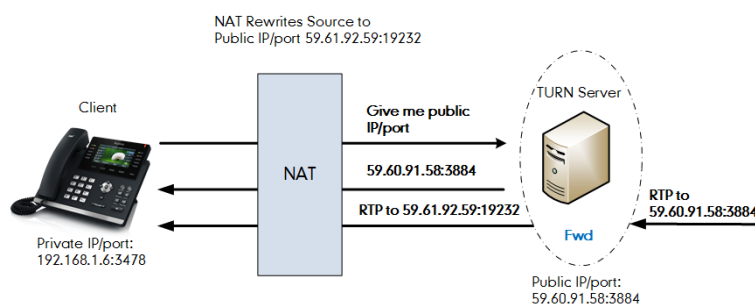 NAT Rewrites Source to
Public IP/port 59.61.92.59:19232
Client
TURN Server
Give me public
IP/port
NAT
59.60.91.58:3884
RTP to 59.61.92.59:19232
RTP to
59.60.91.58:3884
Fwd
Private IP/port:
192.168.1.6:3478
Public IP/port:
59.60.91.58:3884